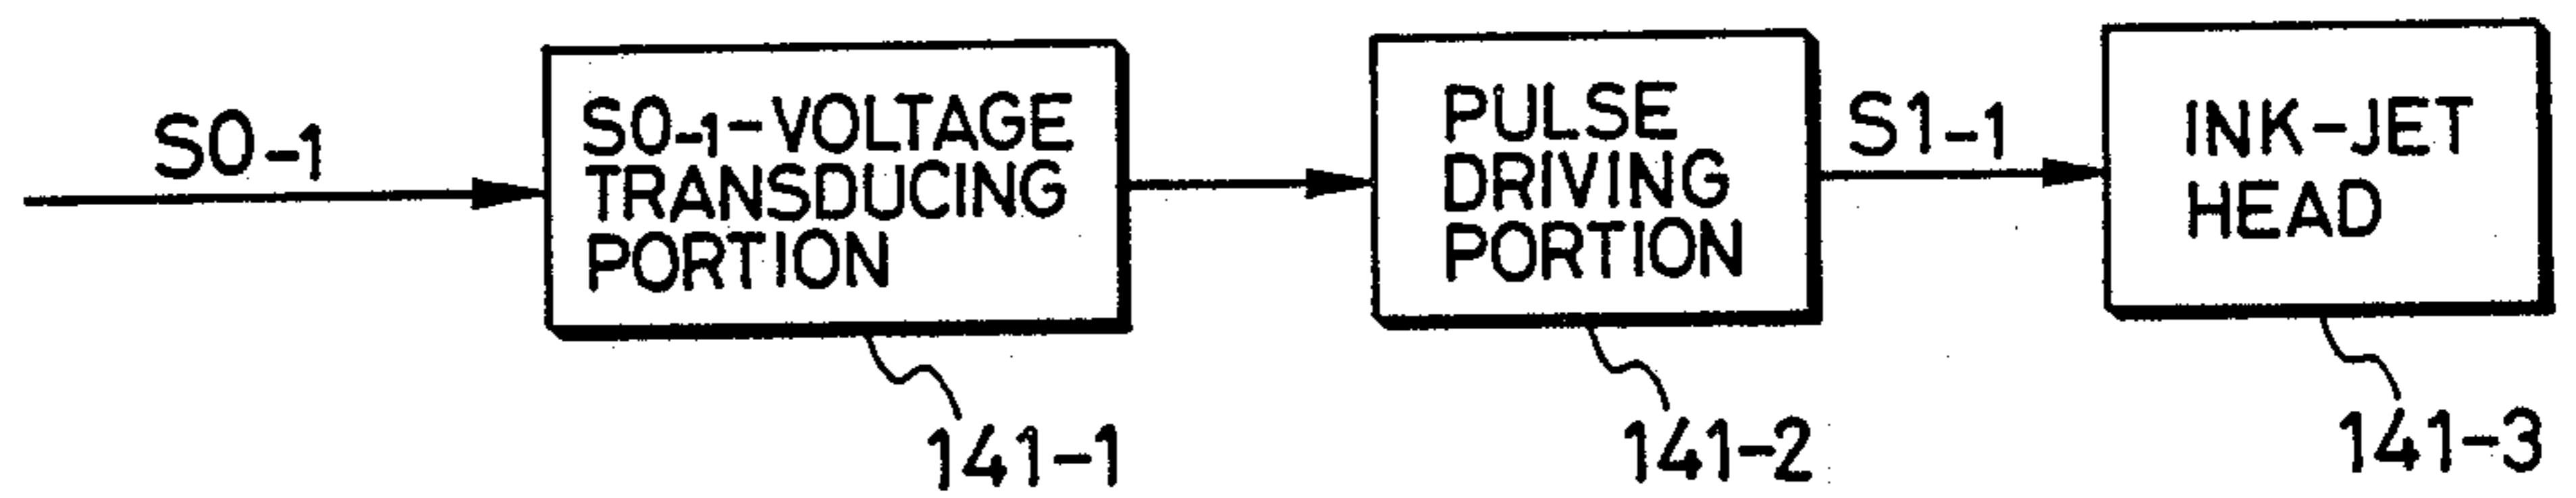 S0-1
S0-1-VOLTAGE
TRANSDUCING
PORTION
141-1
PULSE
DRIVING
PORTION
141-2
S1-1
INK-JET
HEAD
141-3